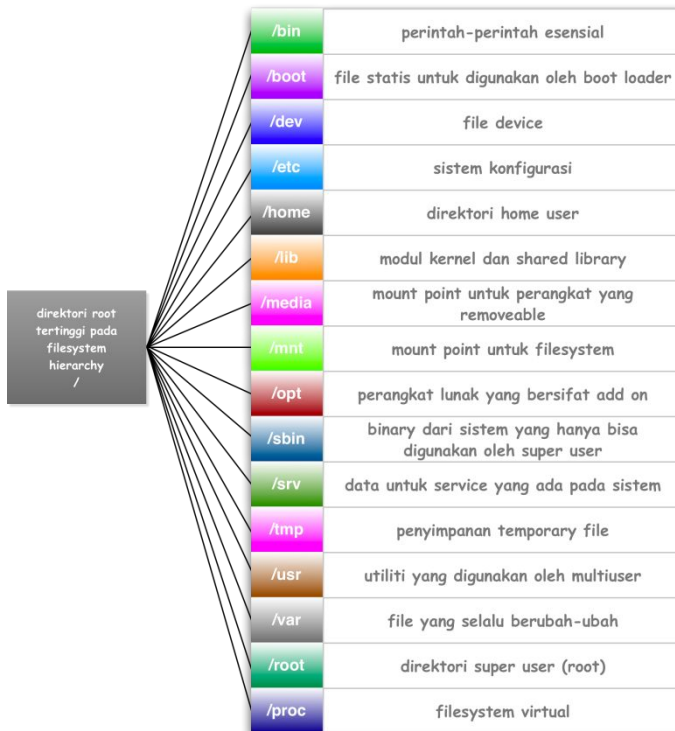 /bin
perintah-perintah esensial
/boot
file statis untuk digunakan oleh boot loader
/dev
file device
/etc
sistem konfigurasi
/home
direktori home user
/lib
modul kernel dan shared library
direktori root
tertinggi pada
filesystem
hierarchy
/
/media
mount point untuk perangkat yang
removeable
/mnt
mount point untuk filesystem
/opt
perangkat lunak yang bersifat add on
/sbin
binary dari sistem yang hanya bisa
digunakan oleh super user
/srv
data untuk service yang ada pada sistem
/tmp
penyimpanan temporary file
/usr
utiliti yang digunakan oleh multiuser
/var
file yang selalu berubah-ubah
/root
direktori super user (root)
/proc
filesystem virtual